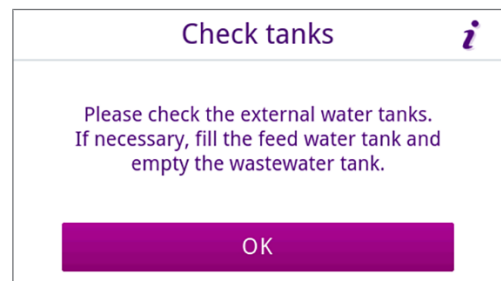 Check tanks
i
Please check the external water tanks.
If necessary, fill the feed water tank and
empty the wastewater tank.
OK